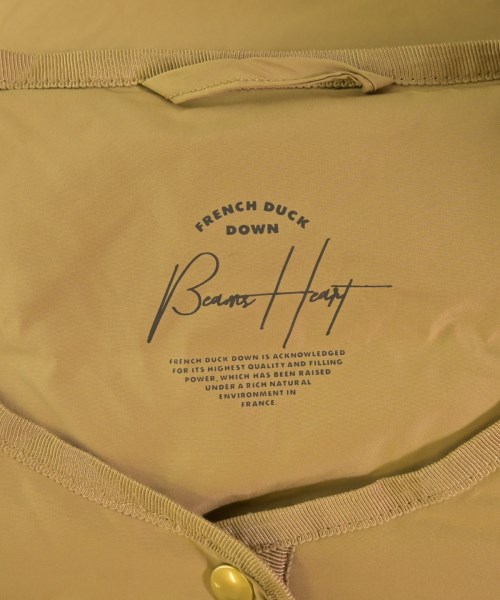 FRENCH DUCK
DOWN
Beams Heart
FRENCH DUCK DOWN IS ACKNOWLEDGED
FOR ITS HIGHEST QUALITY AND FILLING
POWER, WHICH HAS BEEN RAISED
UNDER A RICH NATURAL
ENVIRONMENT IN
FRANCE.